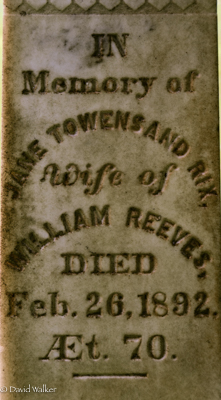 IN
Memory of
JANE TOWENSAND RIX,
Wife of
WILLIAM REEVES,
DIED
Feb. 26, 1892.
Æt. 70.
© David Walker